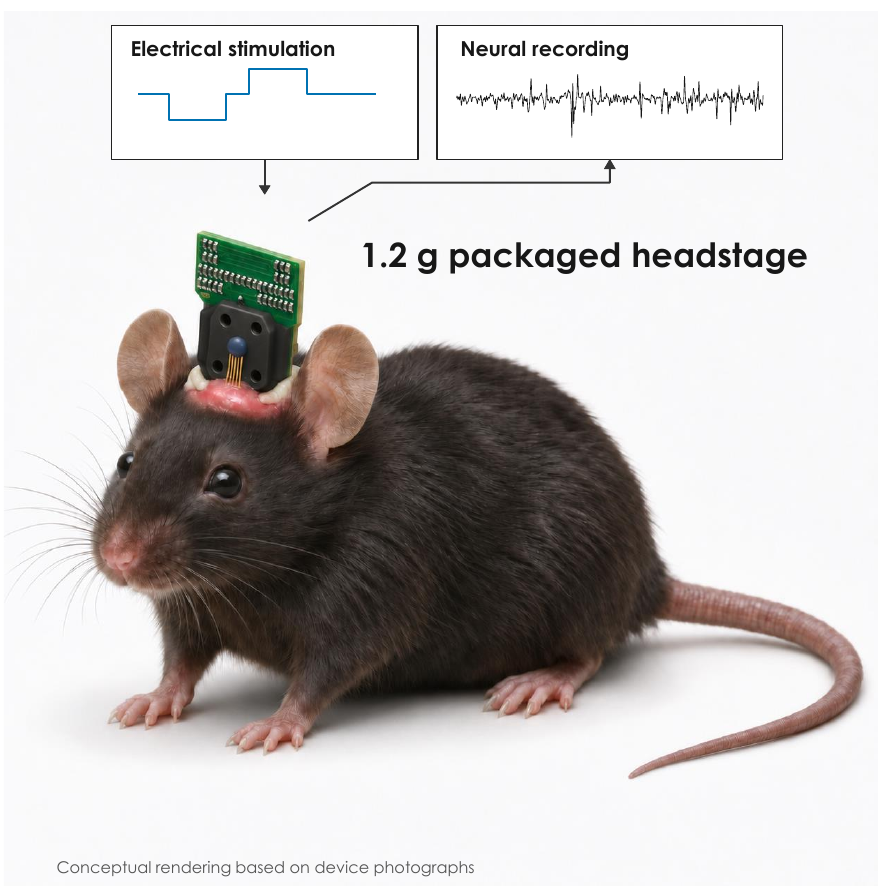 Electrical stimulation
Neural recording
1.2 g packaged headstage
Conceptual rendering based on device photographs